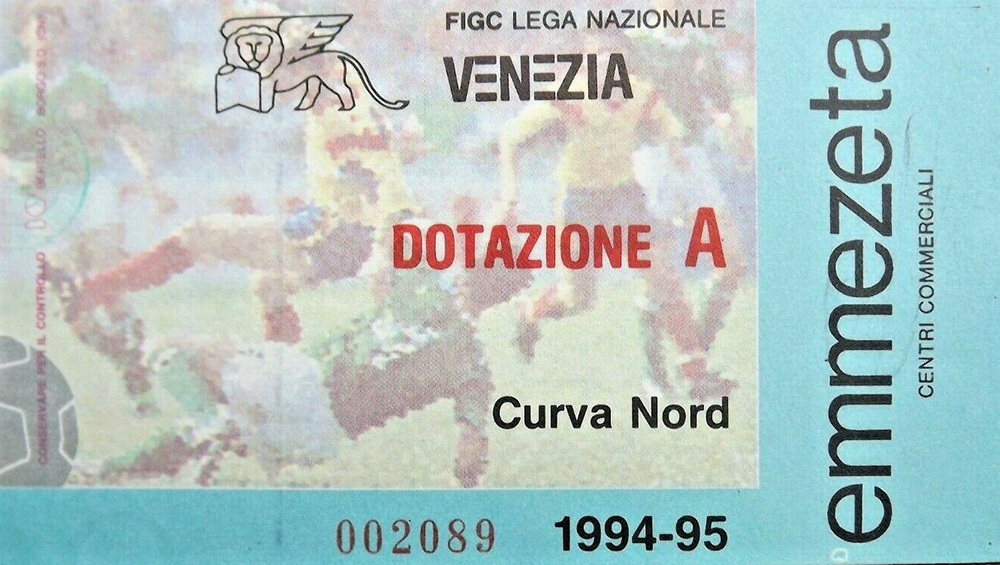 FIGC LEGA NAZIONALE
VENEZIA
DOTAZIONE A
Curva Nord
002089
1994-95
emmezeta
CENTRI COMMERCIALI
CONSERVARE PER IL CONTROLLO